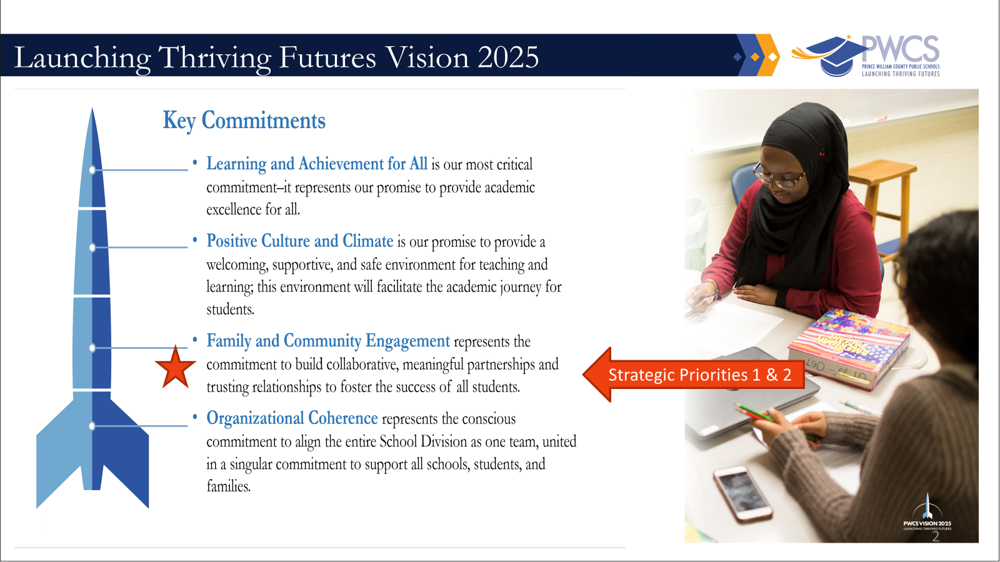 Launching Thriving Futures Vision 2025
PWCS
PRINCE WILLIAM COUNTY PUBLIC SCHOOLS
LAUNCHING THRIVING FUTURES
Key Commitments
• Learning and Achievement for All is our most critical
commitment–it represents our promise to provide academic
excellence for all.
• Positive Culture and Climate is our promise to provide a
welcoming, supportive, and safe environment for teaching and
learning; this environment will facilitate the academic journey for
students.
• Family and Community Engagement represents the
commitment to build collaborative, meaningful partnerships and
trusting relationships to foster the success of all students.
• Organizational Coherence represents the conscious
commitment to align the entire School Division as one team, united
in a singular commitment to support all schools, students, and
families.
Strategic Priorities 1 & 2
PWCS VISION 2025
LAUNCHING THRIVING FUTURES
2